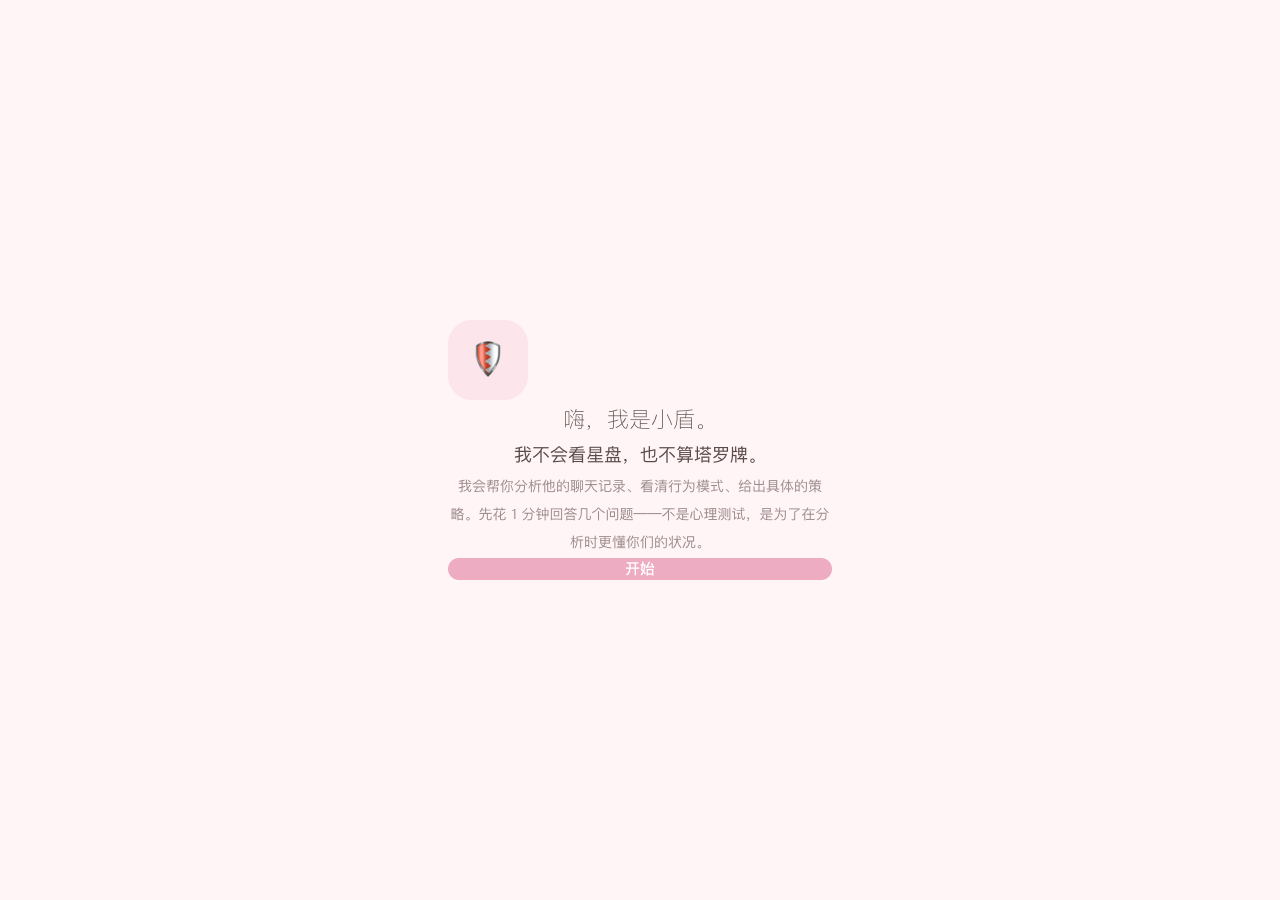 嗨，我是小盾。
我不会看星盘，也不算塔罗牌。
我会帮你分析他的聊天记录、看清行为模式、给出具体的策
略。先花 1 分钟回答几个问题——不是心理测试，是为了在分
析时更懂你们的状况。
开始